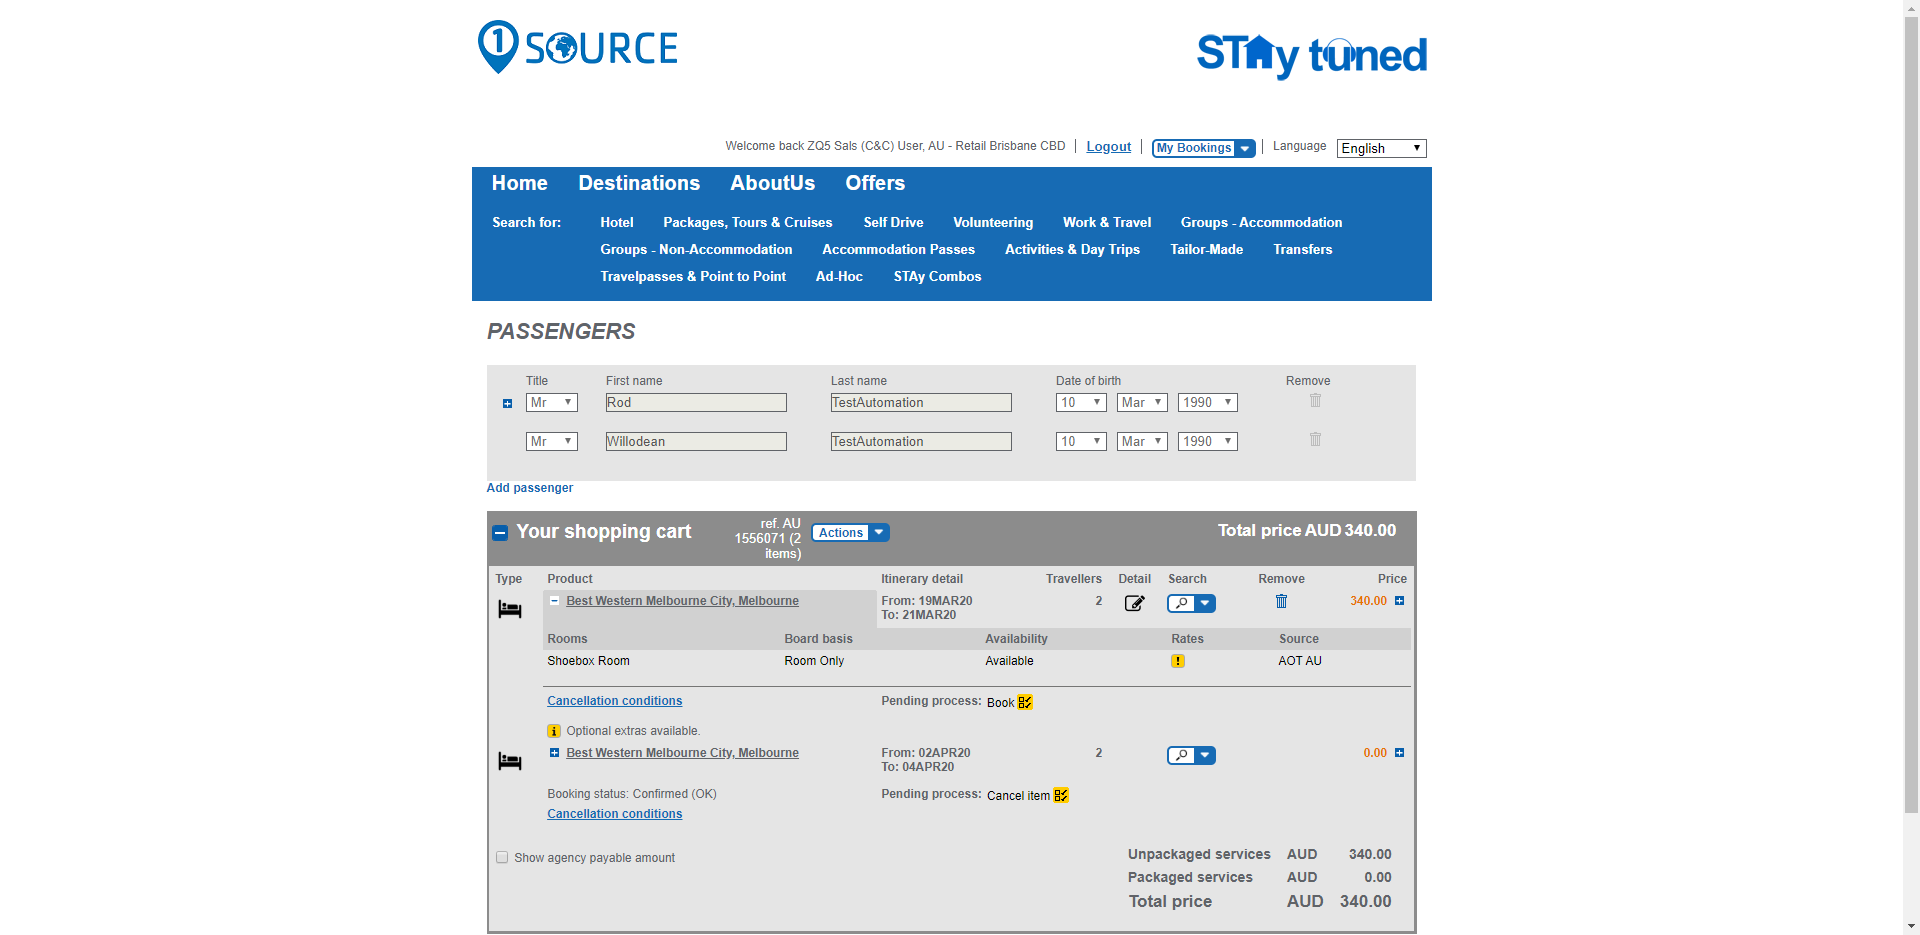 1 SOURCE
STAy tuned
Welcome back ZQ5 Sals (C&C) User, AU - Retail Brisbane CBD Logout My Bookings Language English
Home Destinations AboutUs Offers
Search for: Hotel Packages, Tours & Cruises Self Drive Volunteering Work & Travel Groups - Accommodation
Groups - Non-Accommodation Accommodation Passes Activities & Day Trips Tailor-Made Transfers
Travelpasses & Point to Point Ad-Hoc STAy Combos
PASSENGERS
Title First name Last name Date of birth Remove
Mr Rod TestAutomation 10 Mar 1990
Mr Willodean TestAutomation 10 Mar 1990
Add passenger
Your shopping cart ref. AU 1556071 (2 items) Actions Total price AUD 340.00
Type Product Itinerary detail Travellers Detail Search Remove Price
Best Western Melbourne City, Melbourne From: 19MAR20 2 340.00
To: 21MAR20
Rooms Board basis Availability Rates Source
Shoebox Room Room Only Available ! AOT AU
Cancellation conditions Pending process: Book
i Optional extras available.
Best Western Melbourne City, Melbourne From: 02APR20 2 0.00
To: 04APR20
Booking status: Confirmed (OK) Pending process: Cancel item
Cancellation conditions
Show agency payable amount Unpackaged services AUD 340.00
Packaged services AUD 0.00
Total price AUD 340.00